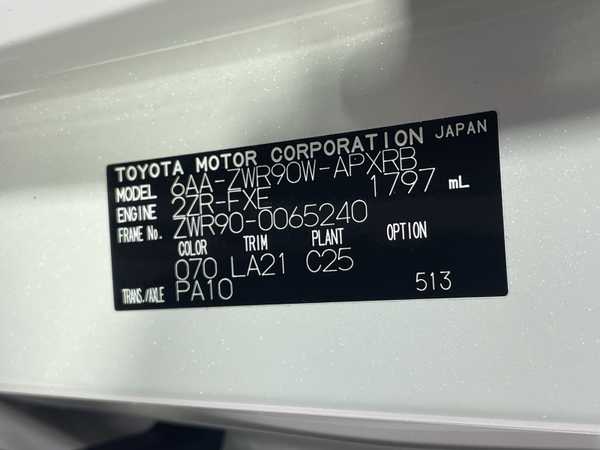 TOYOTA MOTOR CORPORATION JAPAN
MODEL 6AA-ZWR90W-APXRB
ENGINE 2ZR-FXE 1797 mL
FRAME No. ZWR90-0065240
COLOR TRIM PLANT OPTION
070 LA21 C25
TRANS./AXLE PA10 513